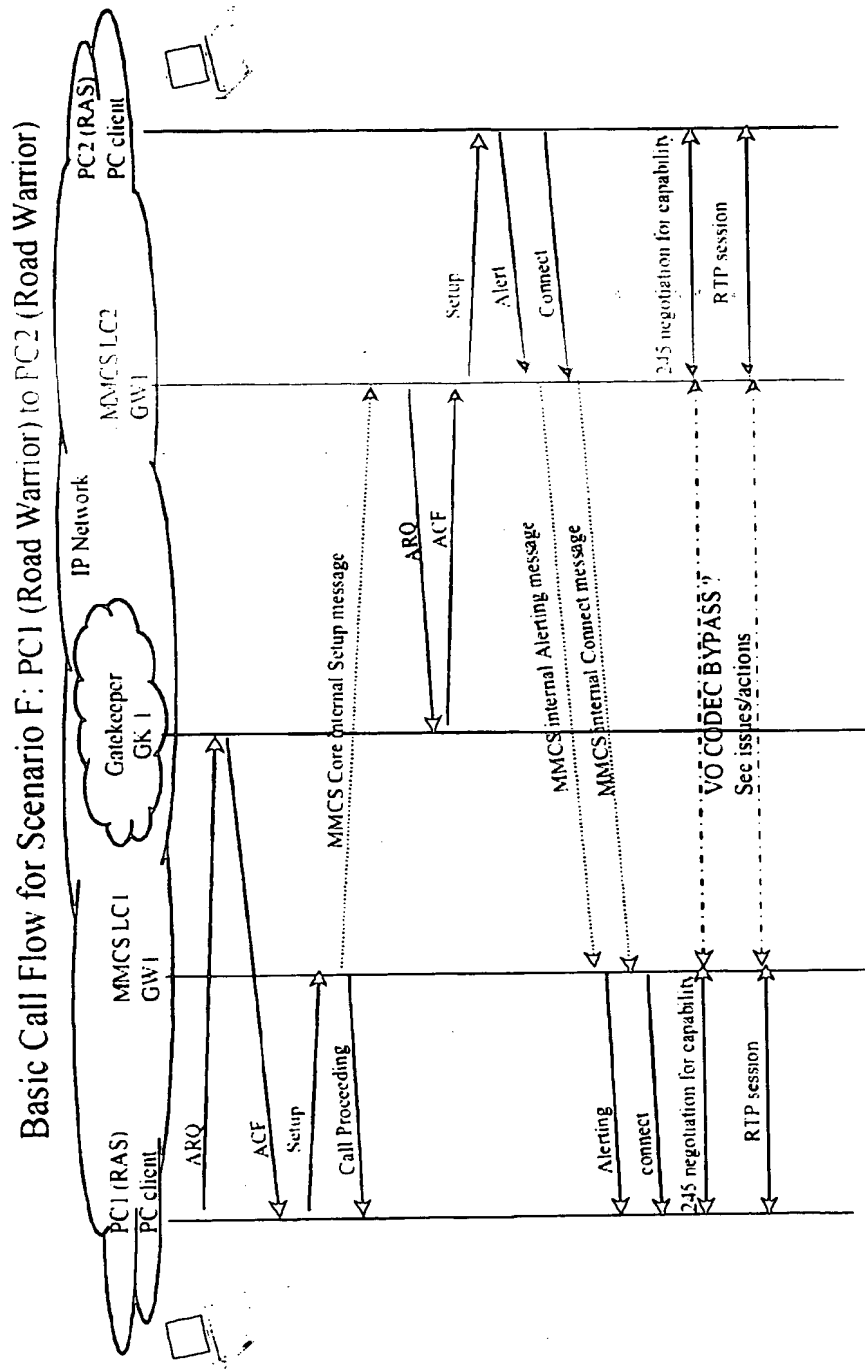 Basic Call Flow for Scenario F: PC1 (Road Warrior) to PC2 (Road Warrior)
PC1 (RAS)
PC client
MMCS LC1
GW1
Gatekeeper
GK 1
IP Network
MMCS LC2
GW1
PC2 (RAS)
PC client
ARQ
ACF
Setup
Call Proceeding
MMCS Core internal Setup message
ARQ
ACF
Setup
Alert
Connect
MMCS internal Alerting message
MMCS internal Connect message
Alerting
connect
245 negotiation for capability
VO CODEC BYPASS ?
See issues/actions
245 negotiation for capability
RTP session
RTP session